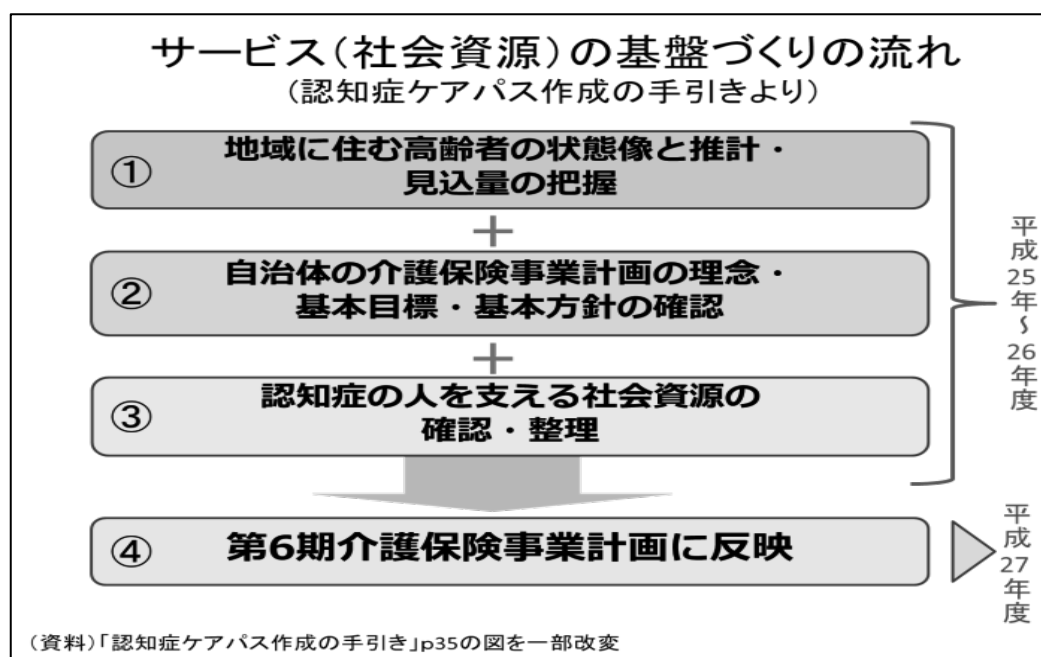 サービス(社会資源)の基盤づくりの流れ
(認知症ケアパス作成の手引きより)
① 地域に住む高齢者の状態像と推計・
見込量の把握
+
② 自治体の介護保険事業計画の理念・
基本目標・基本方針の確認
+
③ 認知症の人を支える社会資源の
確認・整理
平成25年~26年度
④ 第6期介護保険事業計画に反映
平成27年度
(資料)「認知症ケアパス作成の手引き」p35の図を一部改変